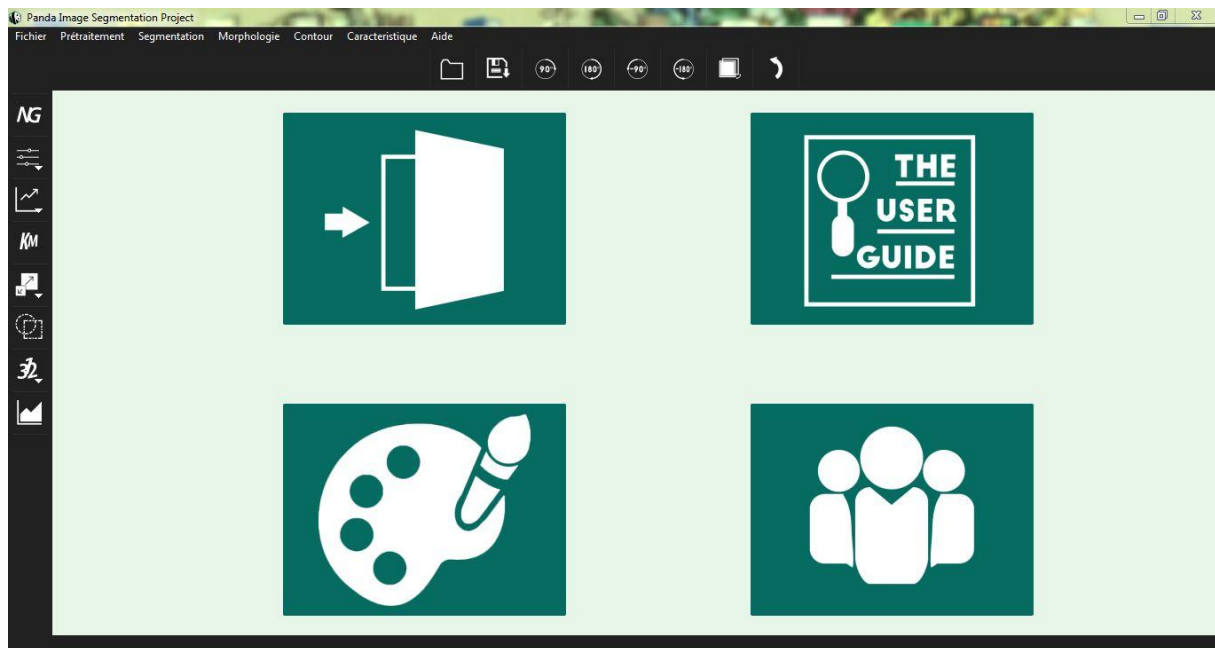 Panda Image Segmentation Project
Fichier Prétraitement Segmentation Morphologie Contour Caracteristique Aide
90° 180° -90° -180°
NG
KM
THE
USER
GUIDE